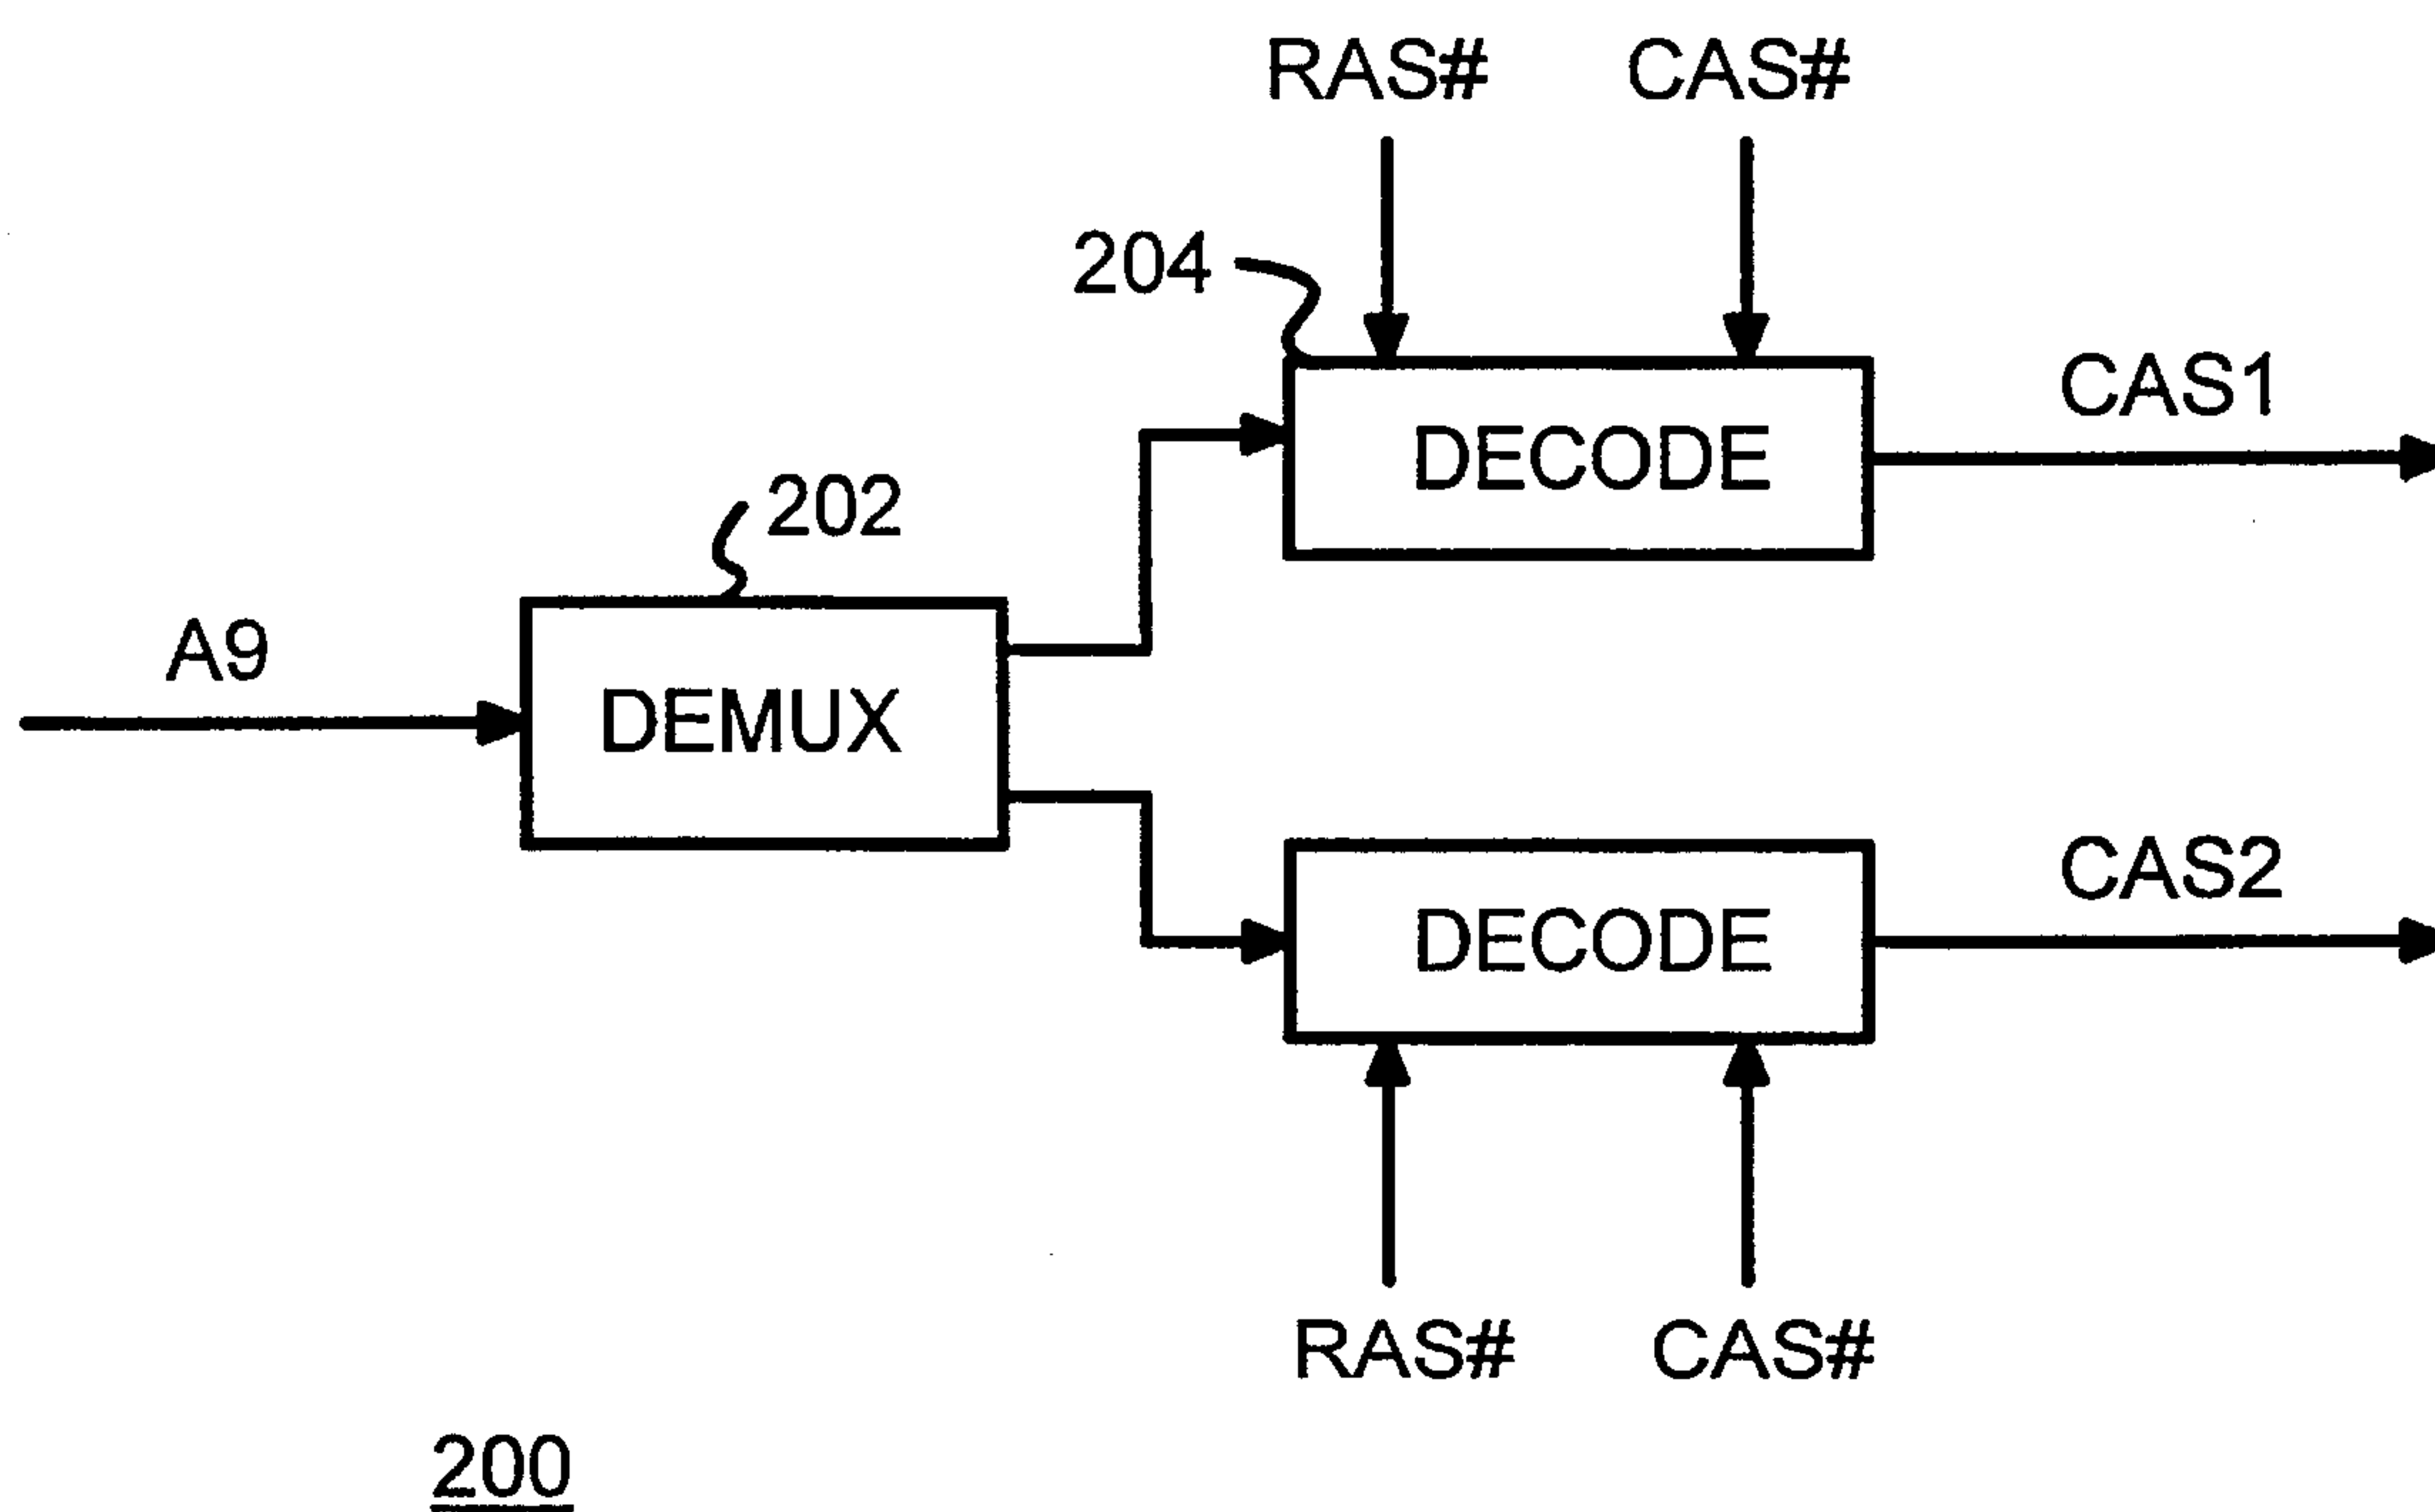 RAS# CAS#
204
DECODE
CAS1
202
A9
DEMUX
CAS2
DECODE
RAS# CAS#
200